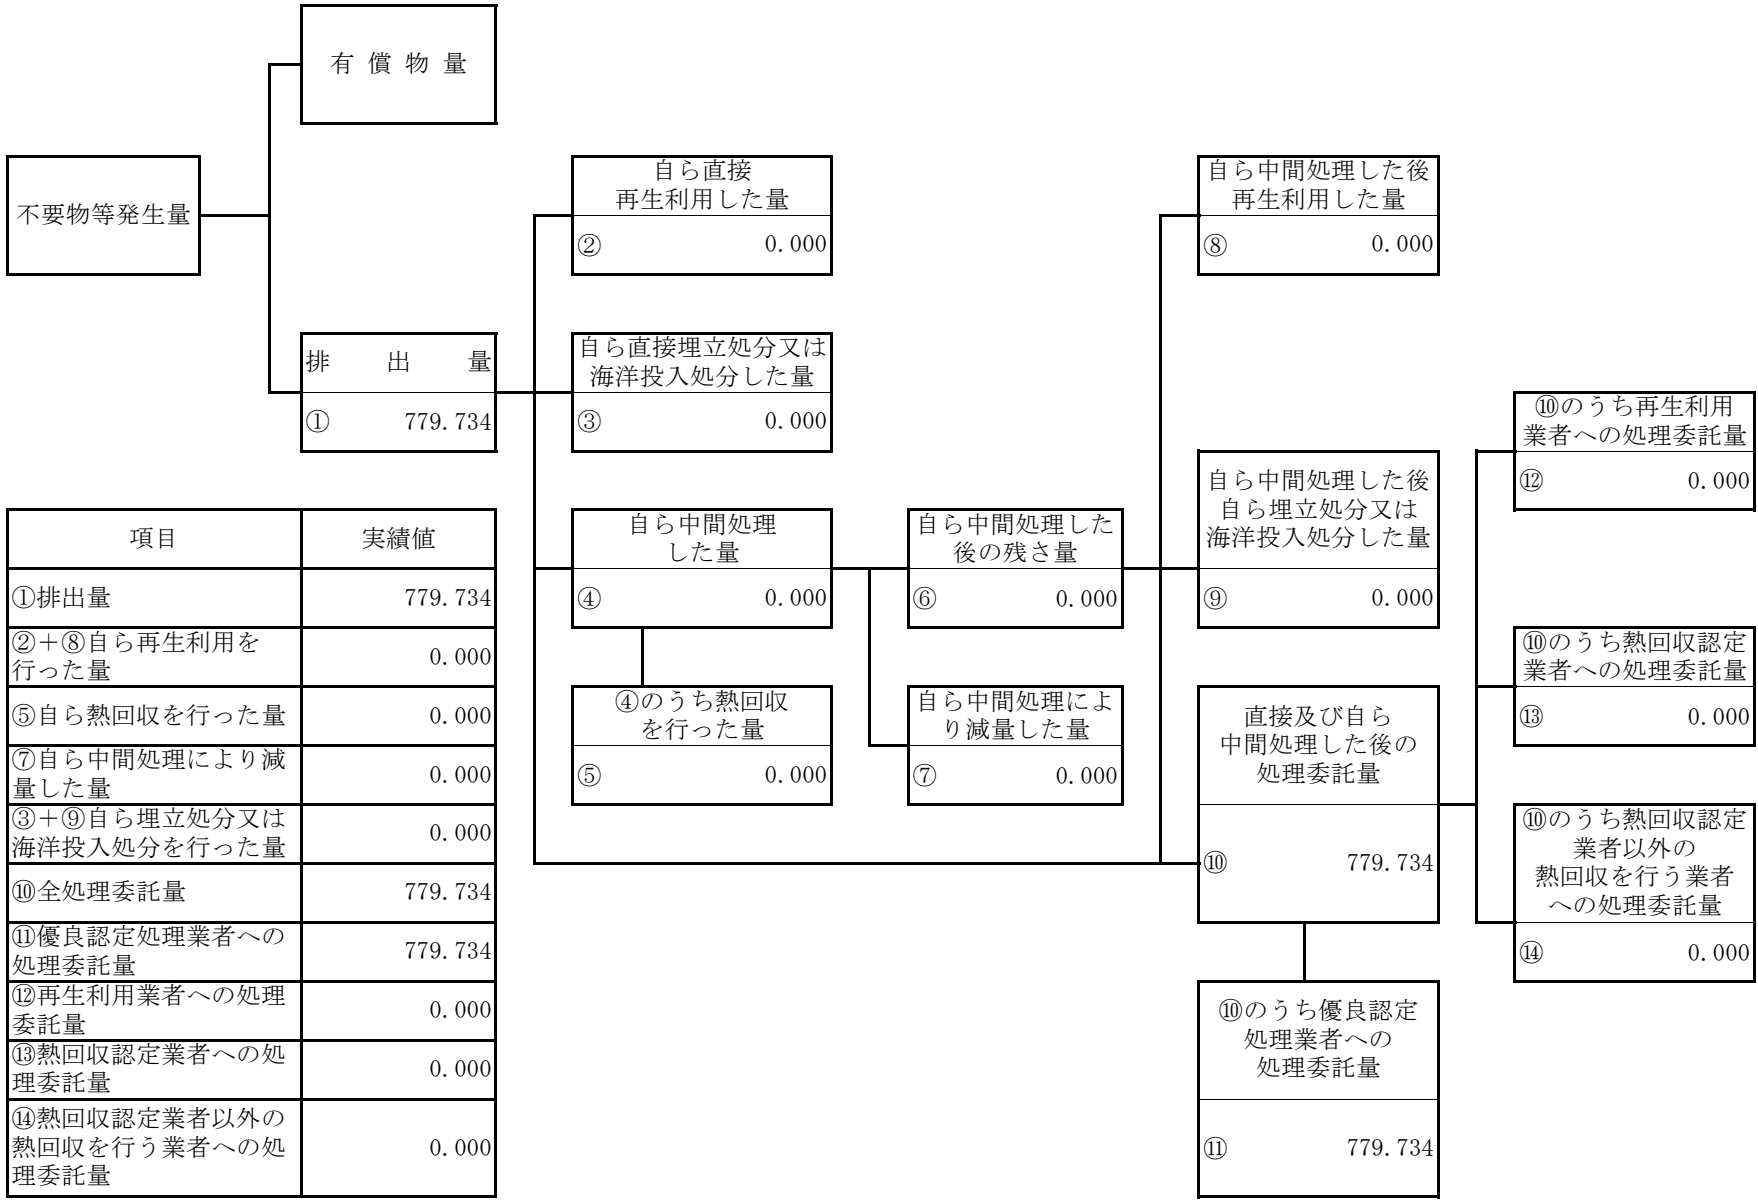 有償物量
不要物等発生量
自ら直接
再生利用した量
② 0.000
自ら中間処理した後
再生利用した量
⑧ 0.000
排出量
① 779.734
自ら直接埋立処分又は
海洋投入処分した量
③ 0.000
⑩のうち再生利用
業者への処理委託量
⑫ 0.000
自ら中間処理した後
自ら埋立処分又は
海洋投入処分した量
⑨ 0.000
自ら中間処理
した量
④ 0.000
自ら中間処理した
後の残さ量
⑥ 0.000
⑩のうち熱回収認定
業者への処理委託量
⑬ 0.000
④のうち熱回収
を行った量
⑤ 0.000
自ら中間処理によ
り減量した量
⑦ 0.000
直接及び自ら
中間処理した後の
処理委託量
⑩ 779.734
⑩のうち熱回収認定
業者以外の
熱回収を行う業者
への処理委託量
⑭ 0.000
⑩のうち優良認定
処理業者への
処理委託量
⑪ 779.734
項目 実績値
①排出量 779.734
②＋⑧自ら再生利用を
行った量 0.000
⑤自ら熱回収を行った量 0.000
⑦自ら中間処理により減
量した量 0.000
③＋⑨自ら埋立処分又は
海洋投入処分を行った量 0.000
⑩全処理委託量 779.734
⑪優良認定処理業者への
処理委託量 779.734
⑫再生利用業者への処理
委託量 0.000
⑬熱回収認定業者への処
理委託量 0.000
⑭熱回収認定業者以外の
熱回収を行う業者への処
理委託量 0.000